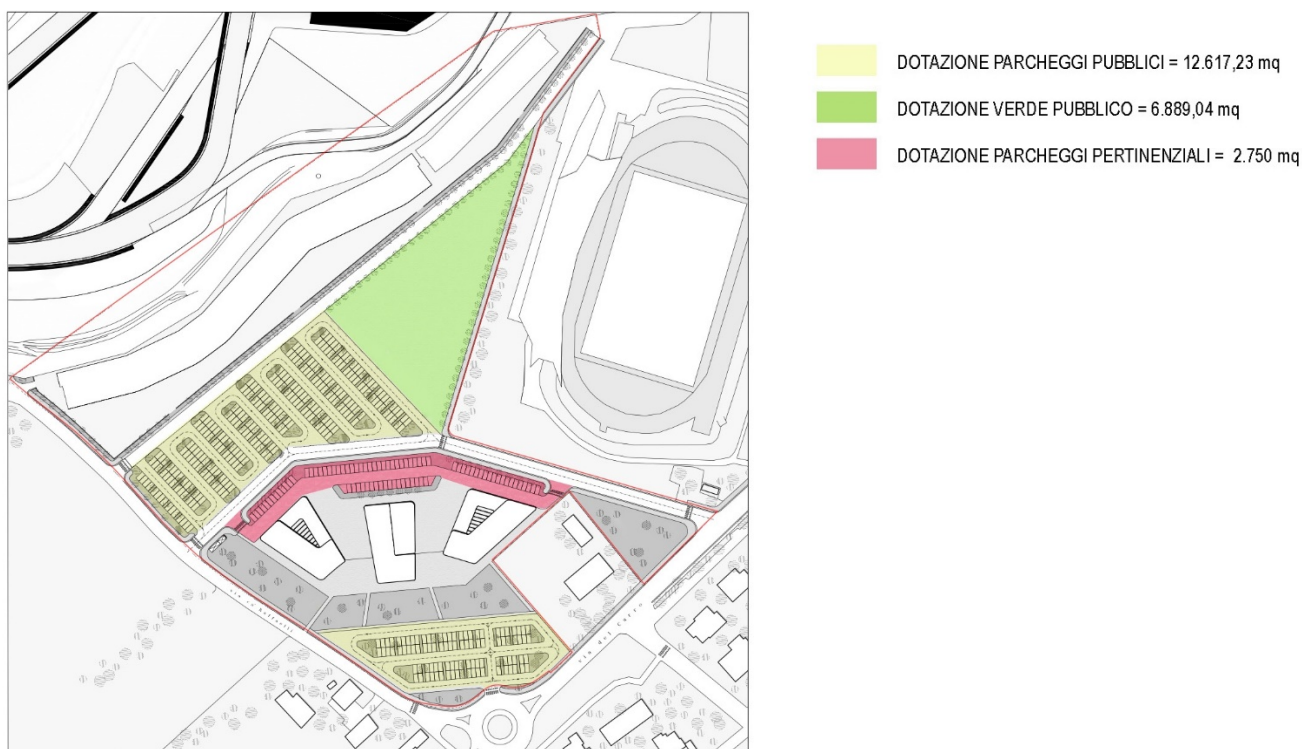 DOTAZIONE PARCHEGGI PUBBLICI = 12.617,23 mq
DOTAZIONE VERDE PUBBLICO = 6.889,04 mq
DOTAZIONE PARCHEGGI PERTINENZIALI = 2.750 mq